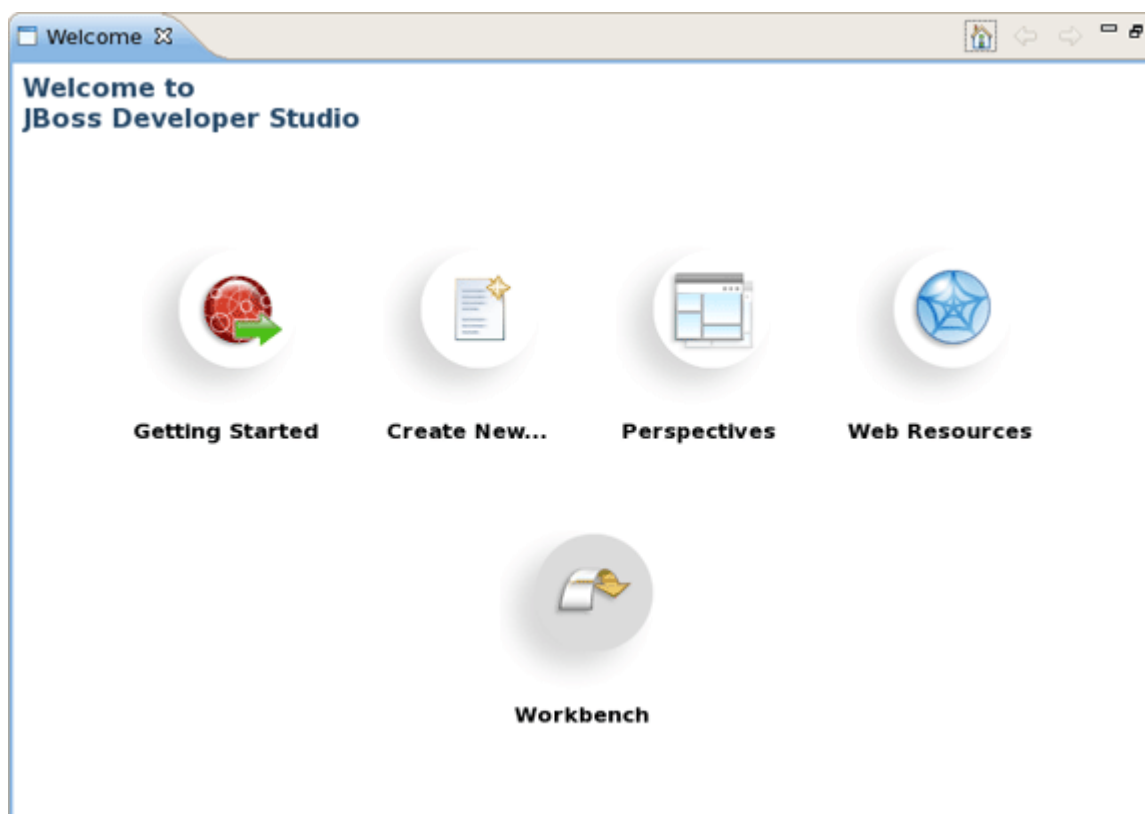 Welcome
Welcome to
JBoss Developer Studio
Getting Started
Create New...
Perspectives
Web Resources
Workbench